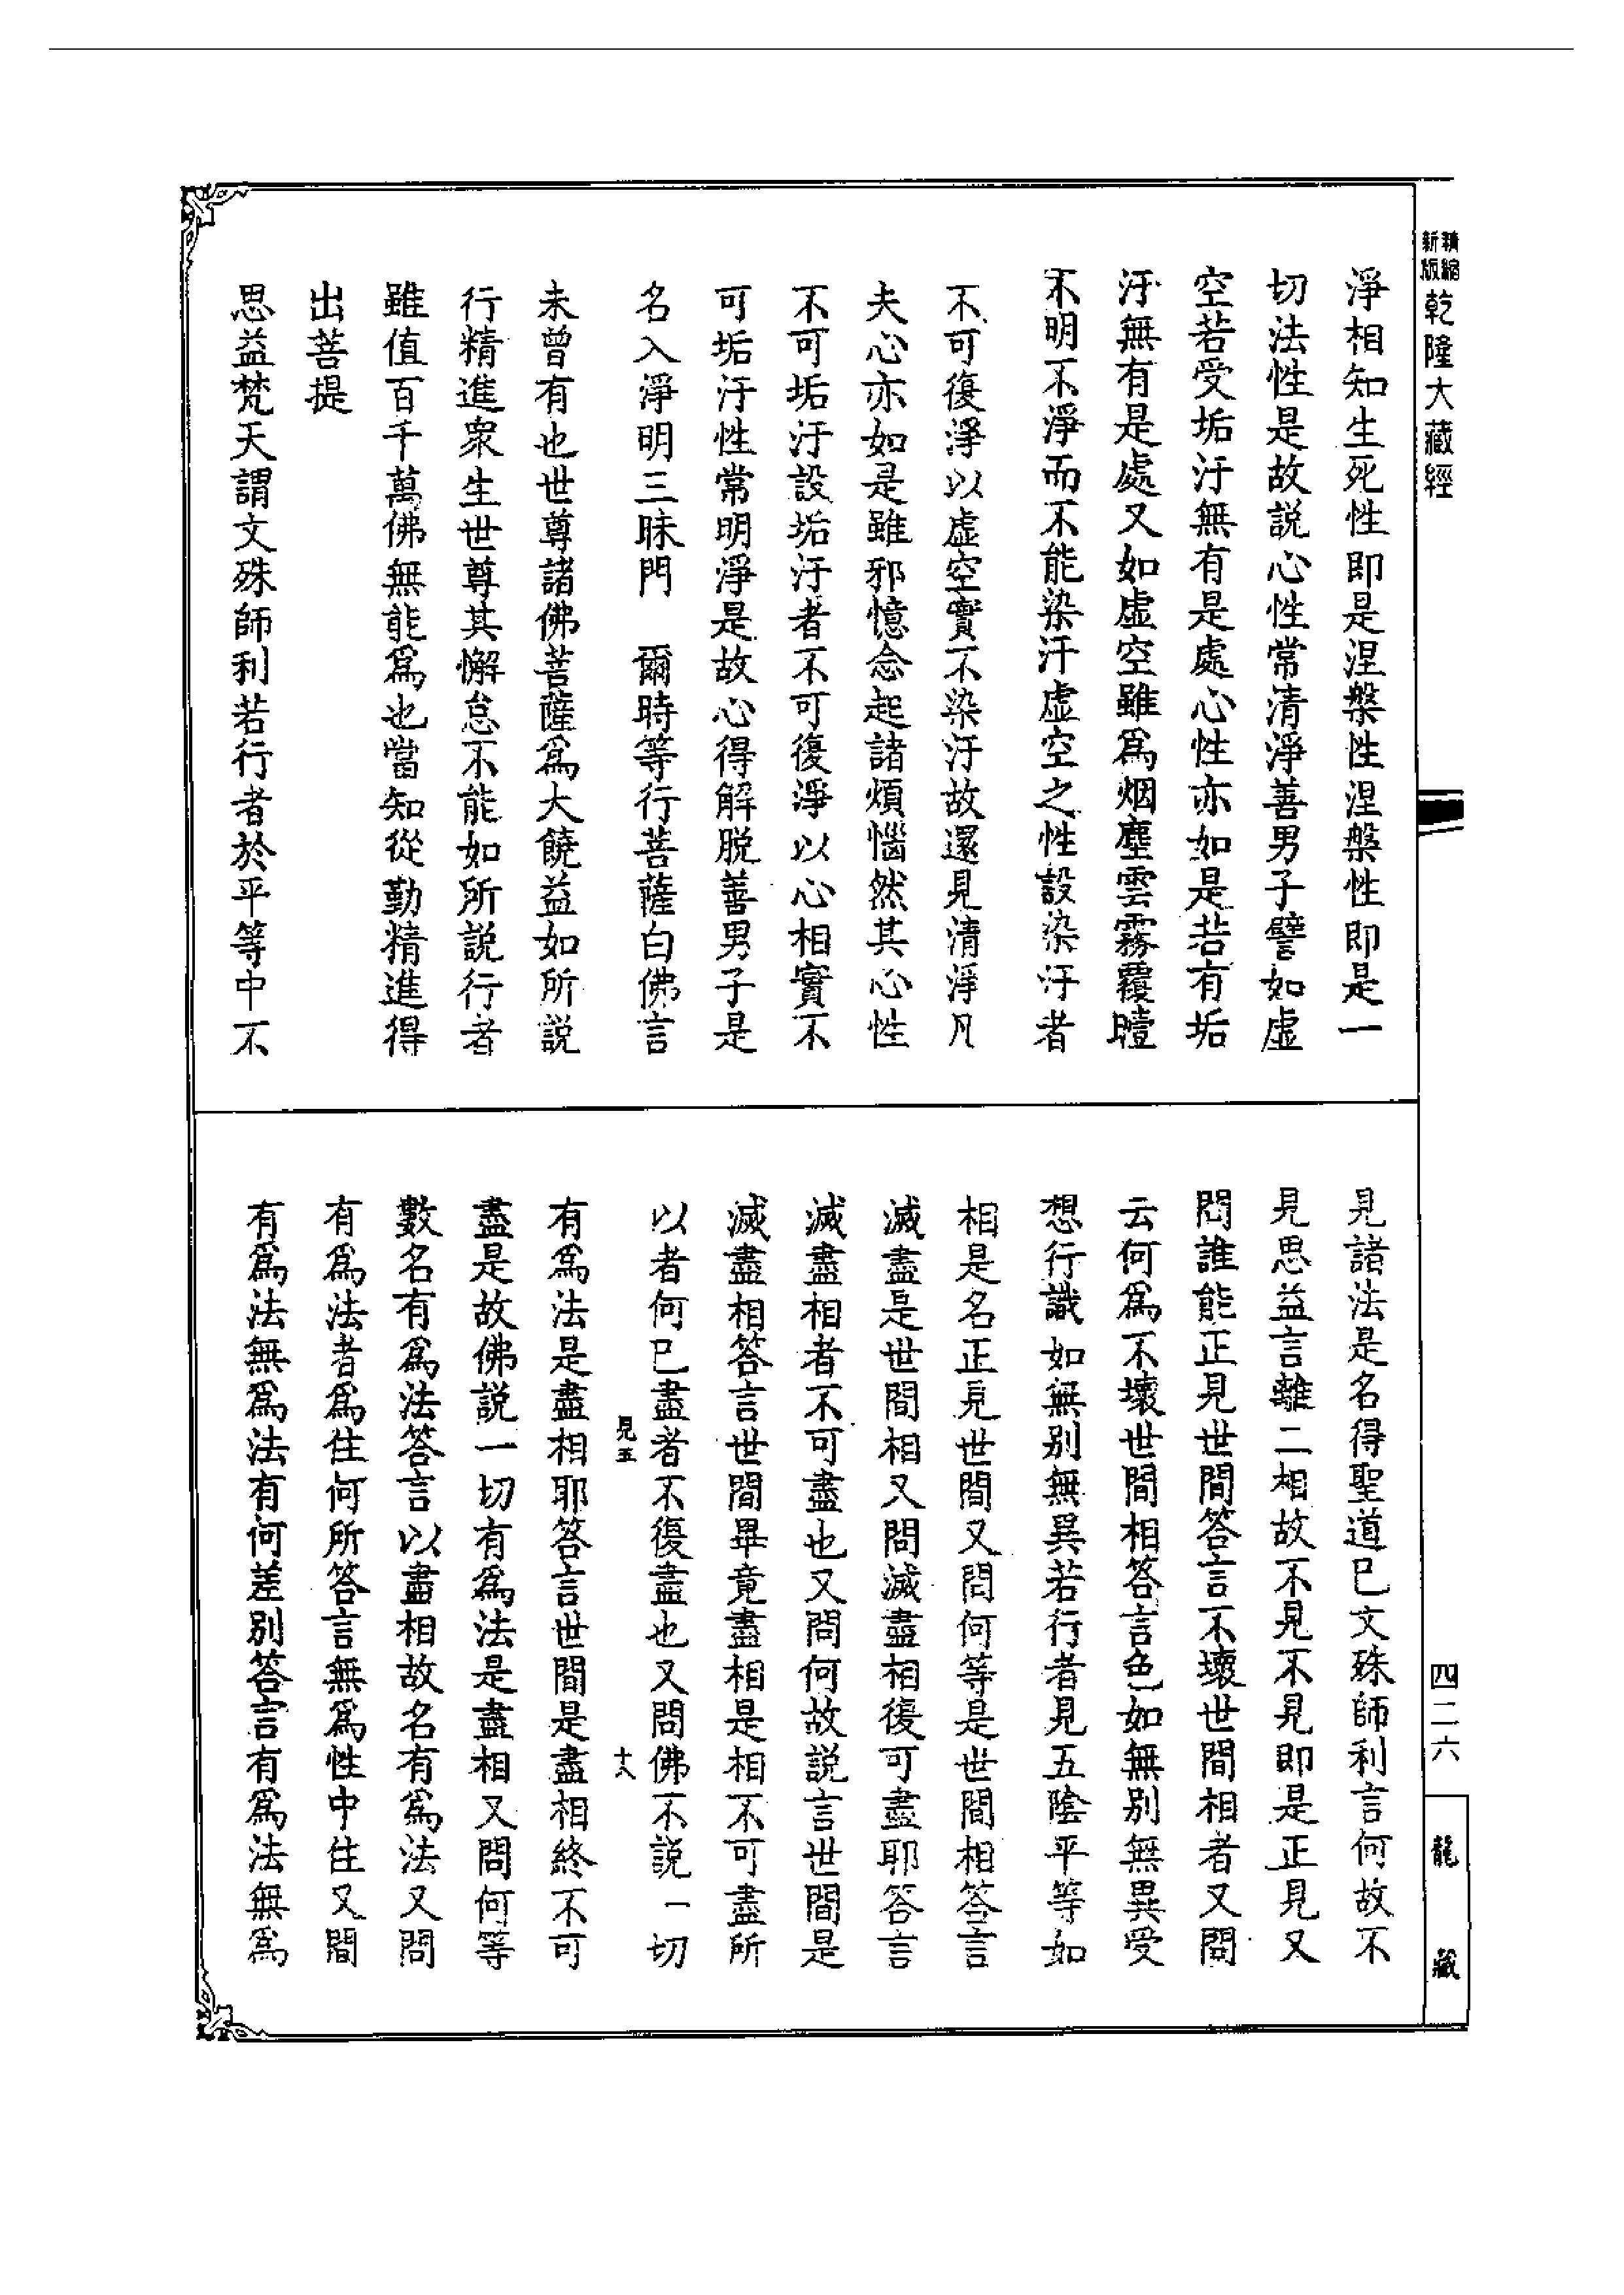 精縮新版乾隆大藏經
淨相知生死性即是涅槃性涅槃性即是一
切法性是故說心性常清淨善男子譬如虛
空若受垢汙無有是處心性亦如是若有垢
汙無有是處又如虛空雖爲烟塵雲霧覆曀
不明不淨而不能染汙虛空之性設染汙者
不可復淨以虛空實不染汙故還見清淨凡
夫心亦如是雖邪憶念起諸煩惱然其心性
不可垢汙設垢汙者不可復淨以心相實不
可垢汙性常明淨是故心得解脫善男子是
名入淨明三昧門　爾時等行菩薩白佛言
未曾有也世尊諸佛菩薩爲大饒益如所說
行精進衆生世尊其懈怠不能如所說行者
雖值百千萬佛無能爲也當知從勤精進得
出菩提
思益梵天謂文殊師利若行者於平等中不
見諸法是名得聖道已文殊師利言何故不
見思益言離二相故不見不見即是正見又
問誰能正見世間答言不壞世間相者又問
云何爲不壞世間相答言色如無別無異受
想行識如無別無異若行者見五陰平等如
相是名正見世間又問何等是世間相答言
滅盡是世間相又問滅盡相復可盡耶答言
滅盡相者不可盡也又問何故說言世間是
滅盡相答言世間畢竟盡相是相不可盡所
以者何已盡者不復盡也又問佛不說一切
見五
十八
有爲法是盡相耶答言世間是盡相終不可
盡是故佛說一切有爲法是盡相又問何等
數名有爲法答言以盡相故名有爲法又問
有爲法者爲住何所答言無爲性中住又問
有爲法無爲法有何差別答言有爲法無爲
四二六
龍藏